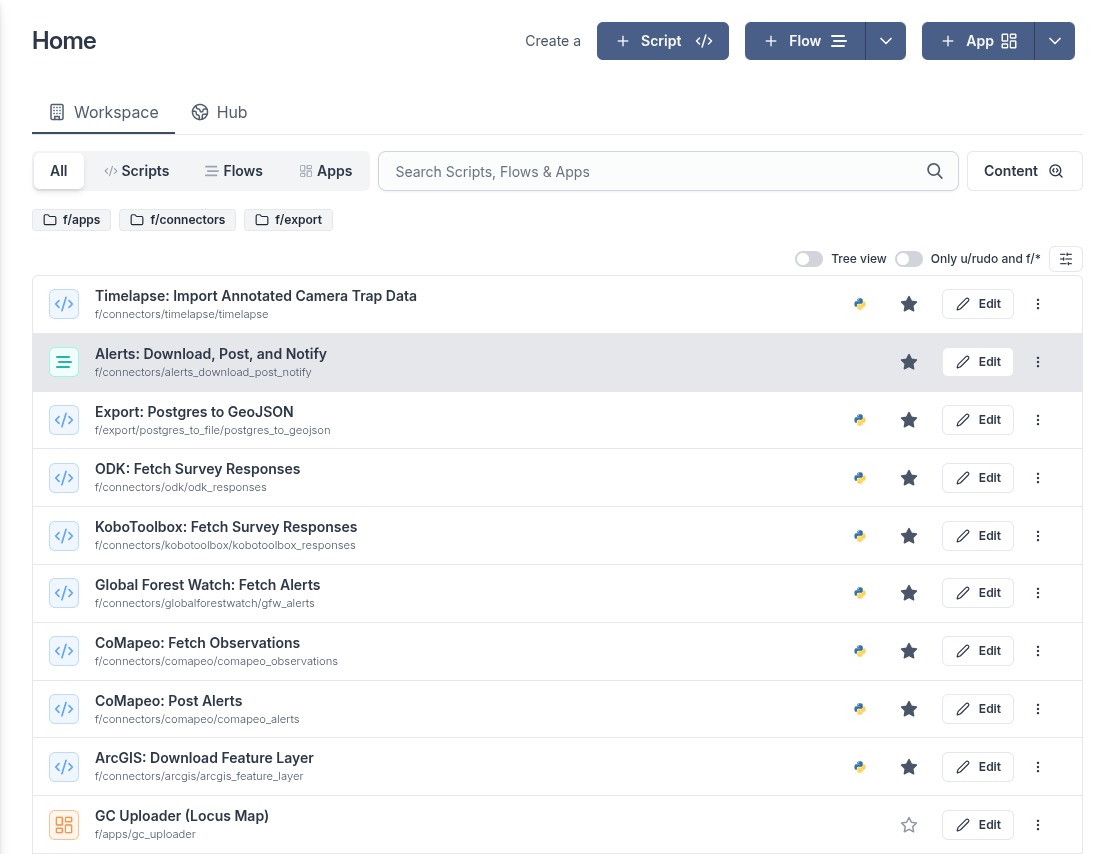 Home
Create a
+ Script </>
+ Flow
+ App
Workspace
Hub
All
Scripts
Flows
Apps
Search Scripts, Flows & Apps
Content
f/apps
f/connectors
f/export
Tree view
Only u/rudo and f/*
Timelapse: Import Annotated Camera Trap Data
f/connectors/timelapse/timelapse
Edit
Alerts: Download, Post, and Notify
f/connectors/alerts_download_post_notify
Edit
Export: Postgres to GeoJSON
f/export/postgres_to_file/postgres_to_geojson
Edit
ODK: Fetch Survey Responses
f/connectors/odk/odk_responses
Edit
KoboToolbox: Fetch Survey Responses
f/connectors/kobotoolbox/kobotoolbox_responses
Edit
Global Forest Watch: Fetch Alerts
f/connectors/globalforestwatch/gfw_alerts
Edit
CoMapeo: Fetch Observations
f/connectors/comapeo/comapeo_observations
Edit
CoMapeo: Post Alerts
f/connectors/comapeo/comapeo_alerts
Edit
ArcGIS: Download Feature Layer
f/connectors/arcgis/arcgis_feature_layer
Edit
GC Uploader (Locus Map)
f/apps/gc_uploader
Edit